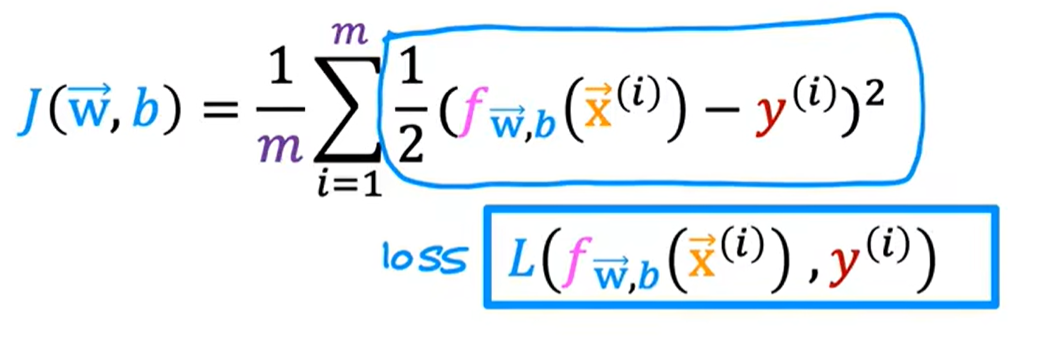 J(w⃗, b) = 1/m ∑_{i=1}^{m} 1/2 (f_{w⃗,b}(x⃗^{(i)}) − y^{(i)})²
loss L(f_{w⃗,b}(x⃗^{(i)}), y^{(i)})